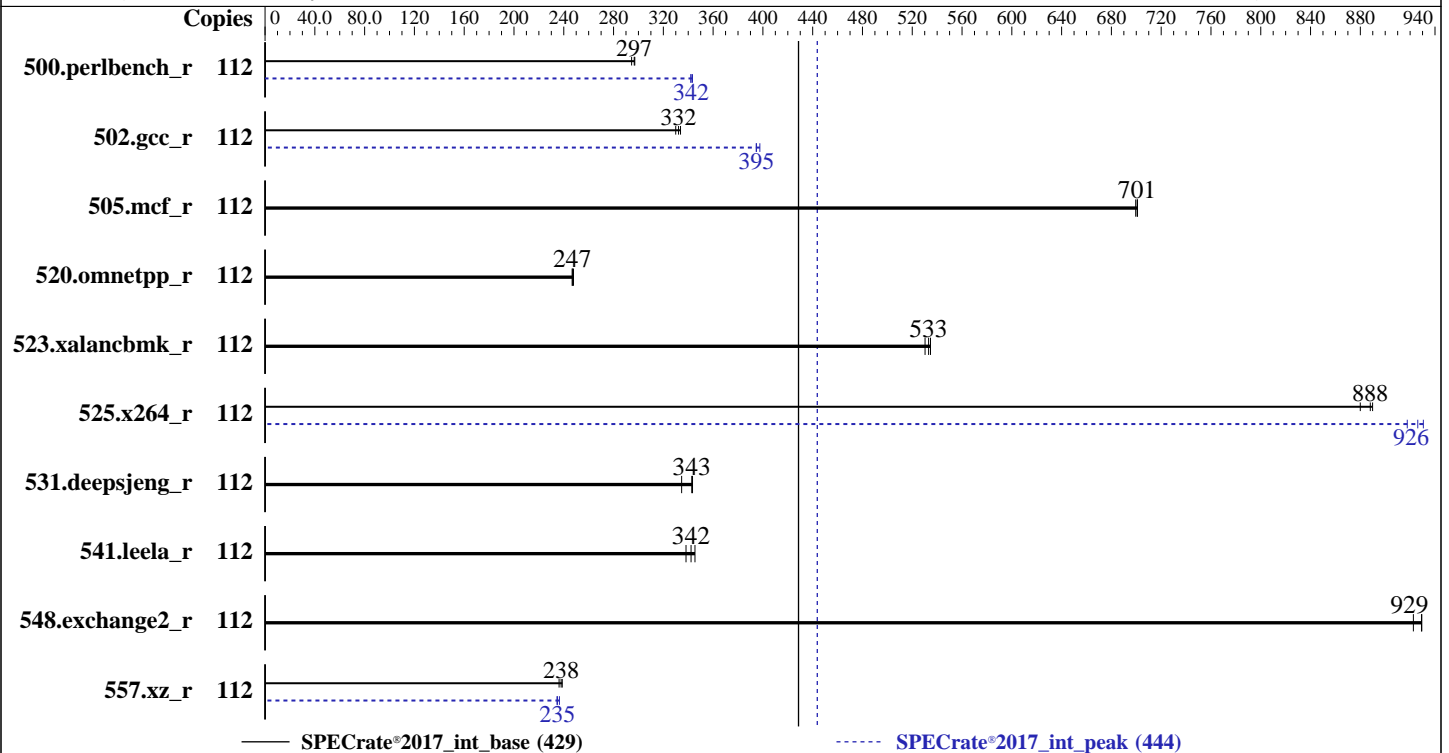 Copies 0 40.0 80.0 120 160 200 240 280 320 360 400 440 480 520 560 600 640 680 720 760 800 840 880 940
297
500.perlbench_r 112
342
332
502.gcc_r 112
395
701
505.mcf_r 112
247
520.omnetpp_r 112
533
523.xalancbmk_r 112
888
525.x264_r 112
926
343
531.deepsjeng_r 112
342
541.leela_r 112
929
548.exchange2_r 112
238
557.xz_r 112
235
SPECrate®2017_int_base (429) SPECrate®2017_int_peak (444)